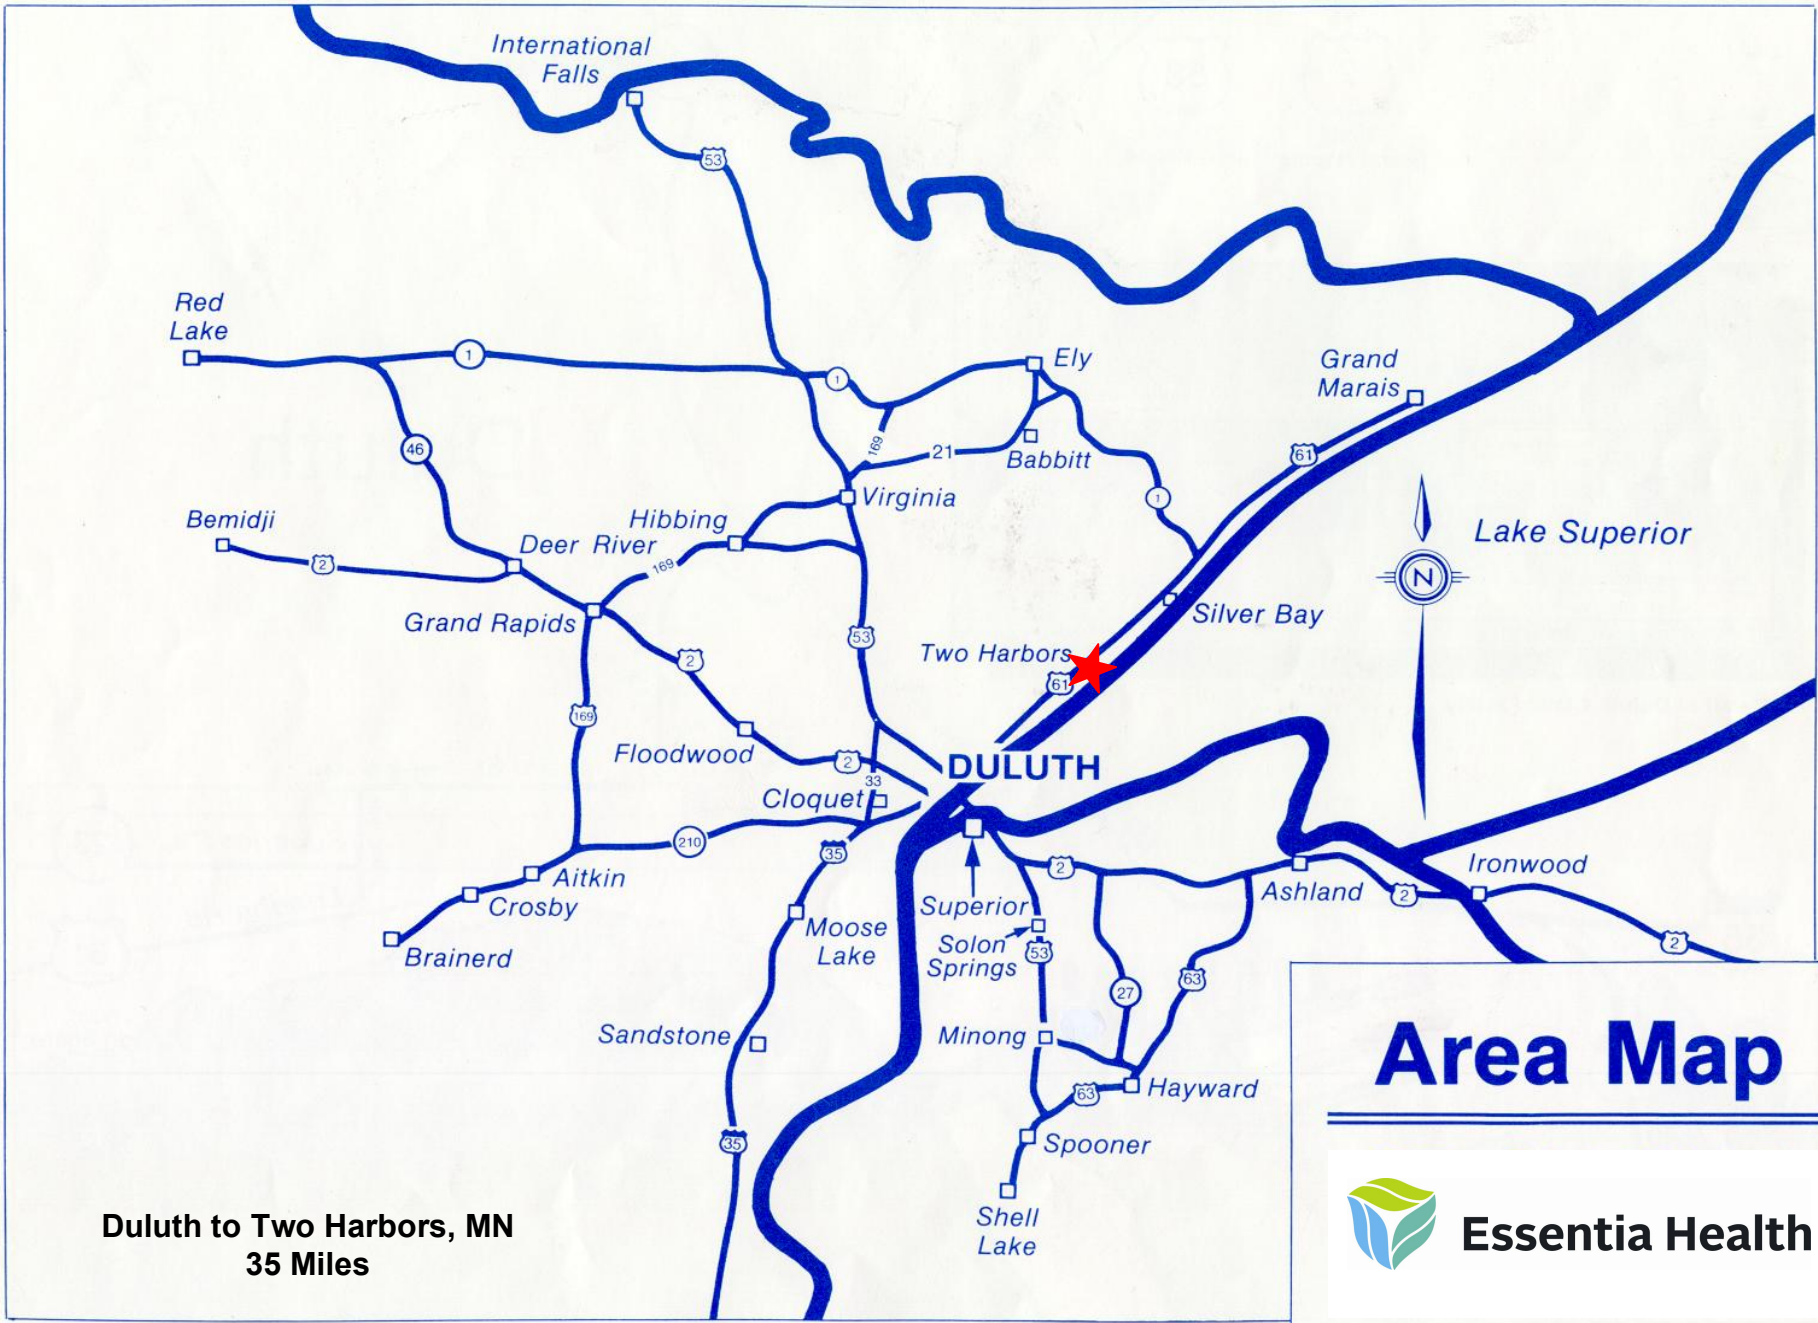 International
Falls
53
Red
Lake
1
1
Ely
Grand
Marais
46
169
21
Babbitt
61
Virginia
1
Bemidji
Hibbing
Lake Superior
2
Deer River
169
N
Grand Rapids
Silver Bay
53
Two Harbors
2
61
169
Floodwood
2
DULUTH
33
Cloquet
210
35
2
Ironwood
Aitkin
Ashland
2
Crosby
Superior
Moose
Lake
Solon
Springs
53
2
Brainerd
27
63
Sandstone
Minong
Area Map
63
Hayward
35
Spooner
Shell
Lake
Duluth to Two Harbors, MN
35 Miles
Essentia Health